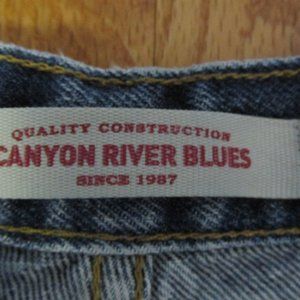 QUALITY CONSTRUCTION
CANYON RIVER BLUES
SINCE 1987